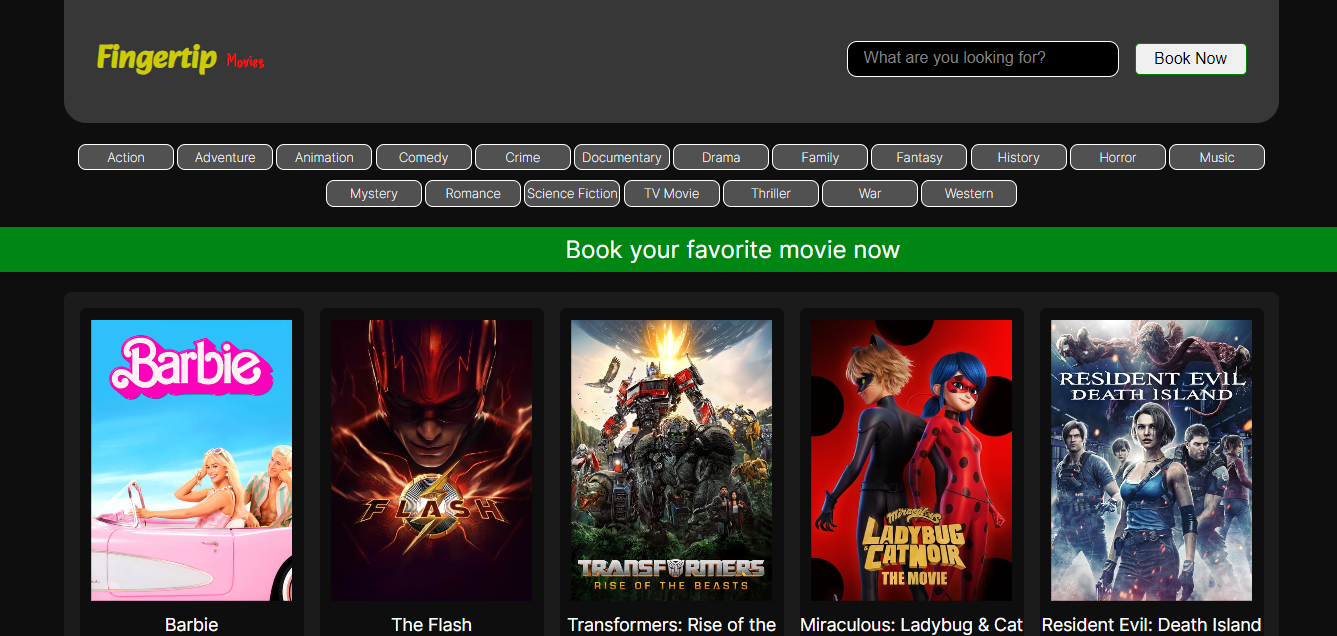 Fingertip Movies
What are you looking for?
Book Now
Action Adventure Animation Comedy Crime Documentary Drama Family Fantasy History Horror Music
Mystery Romance Science Fiction TV Movie Thriller War Western
Book your favorite movie now
Barbie
FLASH
TRANSFORMERS
RISE OF THE BEASTS
Miraculous
LADYBUG
& CAT NOIR
THE MOVIE
RESIDENT EVIL
DEATH ISLAND
Barbie
The Flash
Transformers: Rise of the
Miraculous: Ladybug & Cat
Resident Evil: Death Island